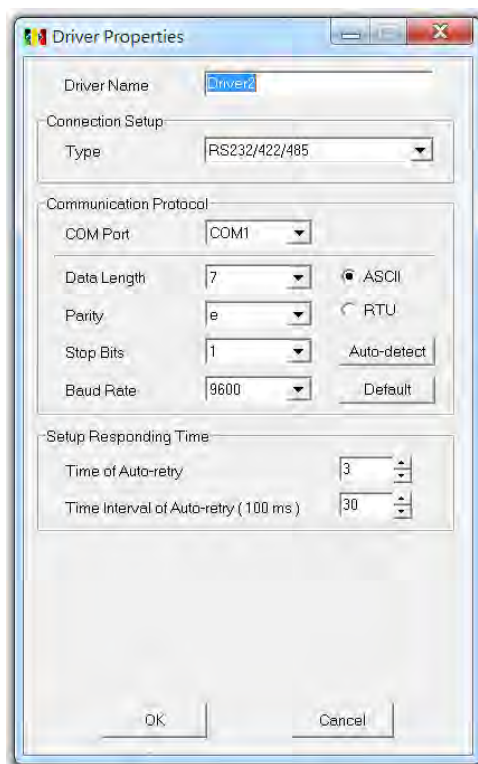 Driver Properties
Driver Name Driver2
Connection Setup
Type RS232/422/485
Communication Protocol
COM Port COM1
Data Length 7 ASCII
Parity e RTU
Stop Bits 1 Auto-detect
Baud Rate 9600 Default
Setup Responding Time
Time of Auto-retry 3
Time Interval of Auto-retry ( 100 ms ) 30
OK Cancel